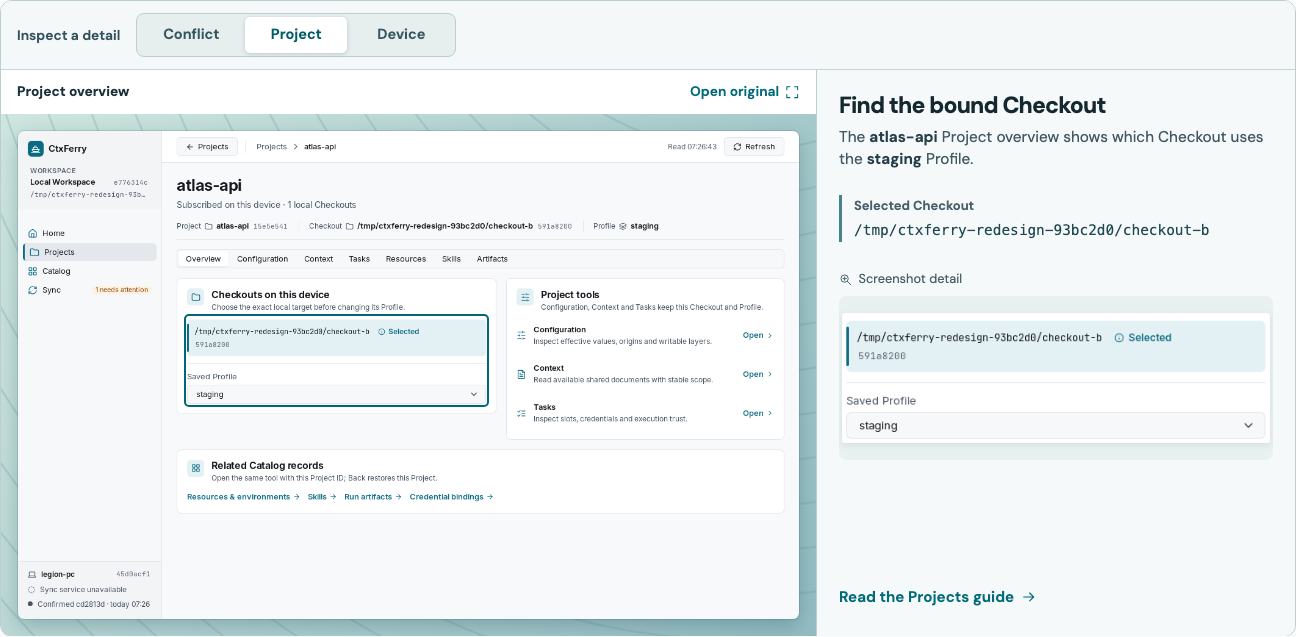 Inspect a detail
Conflict
Project
Device
Project overview
Open original
CtxFerry
WORKSPACE
Local Workspace e776314c
/tmp/ctxferry-redesign-93b…
Home
Projects
Catalog
Sync 1 needs attention
legion-pc 45d0acf1
Sync service unavailable
Confirmed cd2813d · today 07:26
← Projects
Projects > atlas-api
Read 07:26:43
Refresh
atlas-api
Subscribed on this device · 1 local Checkouts
Project atlas-api 15e5e541 Checkout /tmp/ctxferry-redesign-93bc2d0/checkout-b 591a8200 Profile staging
Overview Configuration Context Tasks Resources Skills Artifacts
Checkouts on this device
Choose the exact local target before changing its Profile.
/tmp/ctxferry-redesign-93bc2d0/checkout-b Selected
591a8200
Saved Profile
staging
Project tools
Configuration, Context and Tasks keep this Checkout and Profile.
Configuration
Inspect effective values, origins and writable layers.
Open >
Context
Read available shared documents with stable scope.
Open >
Tasks
Inspect slots, credentials and execution trust.
Open >
Related Catalog records
Open the same tool with this Project ID; Back restores this Project.
Resources & environments → Skills → Run artifacts → Credential bindings →
Find the bound Checkout
The atlas-api Project overview shows which Checkout uses
the staging Profile.
Selected Checkout
/tmp/ctxferry-redesign-93bc2d0/checkout-b
Screenshot detail
/tmp/ctxferry-redesign-93bc2d0/checkout-b Selected
591a8200
Saved Profile
staging
Read the Projects guide →